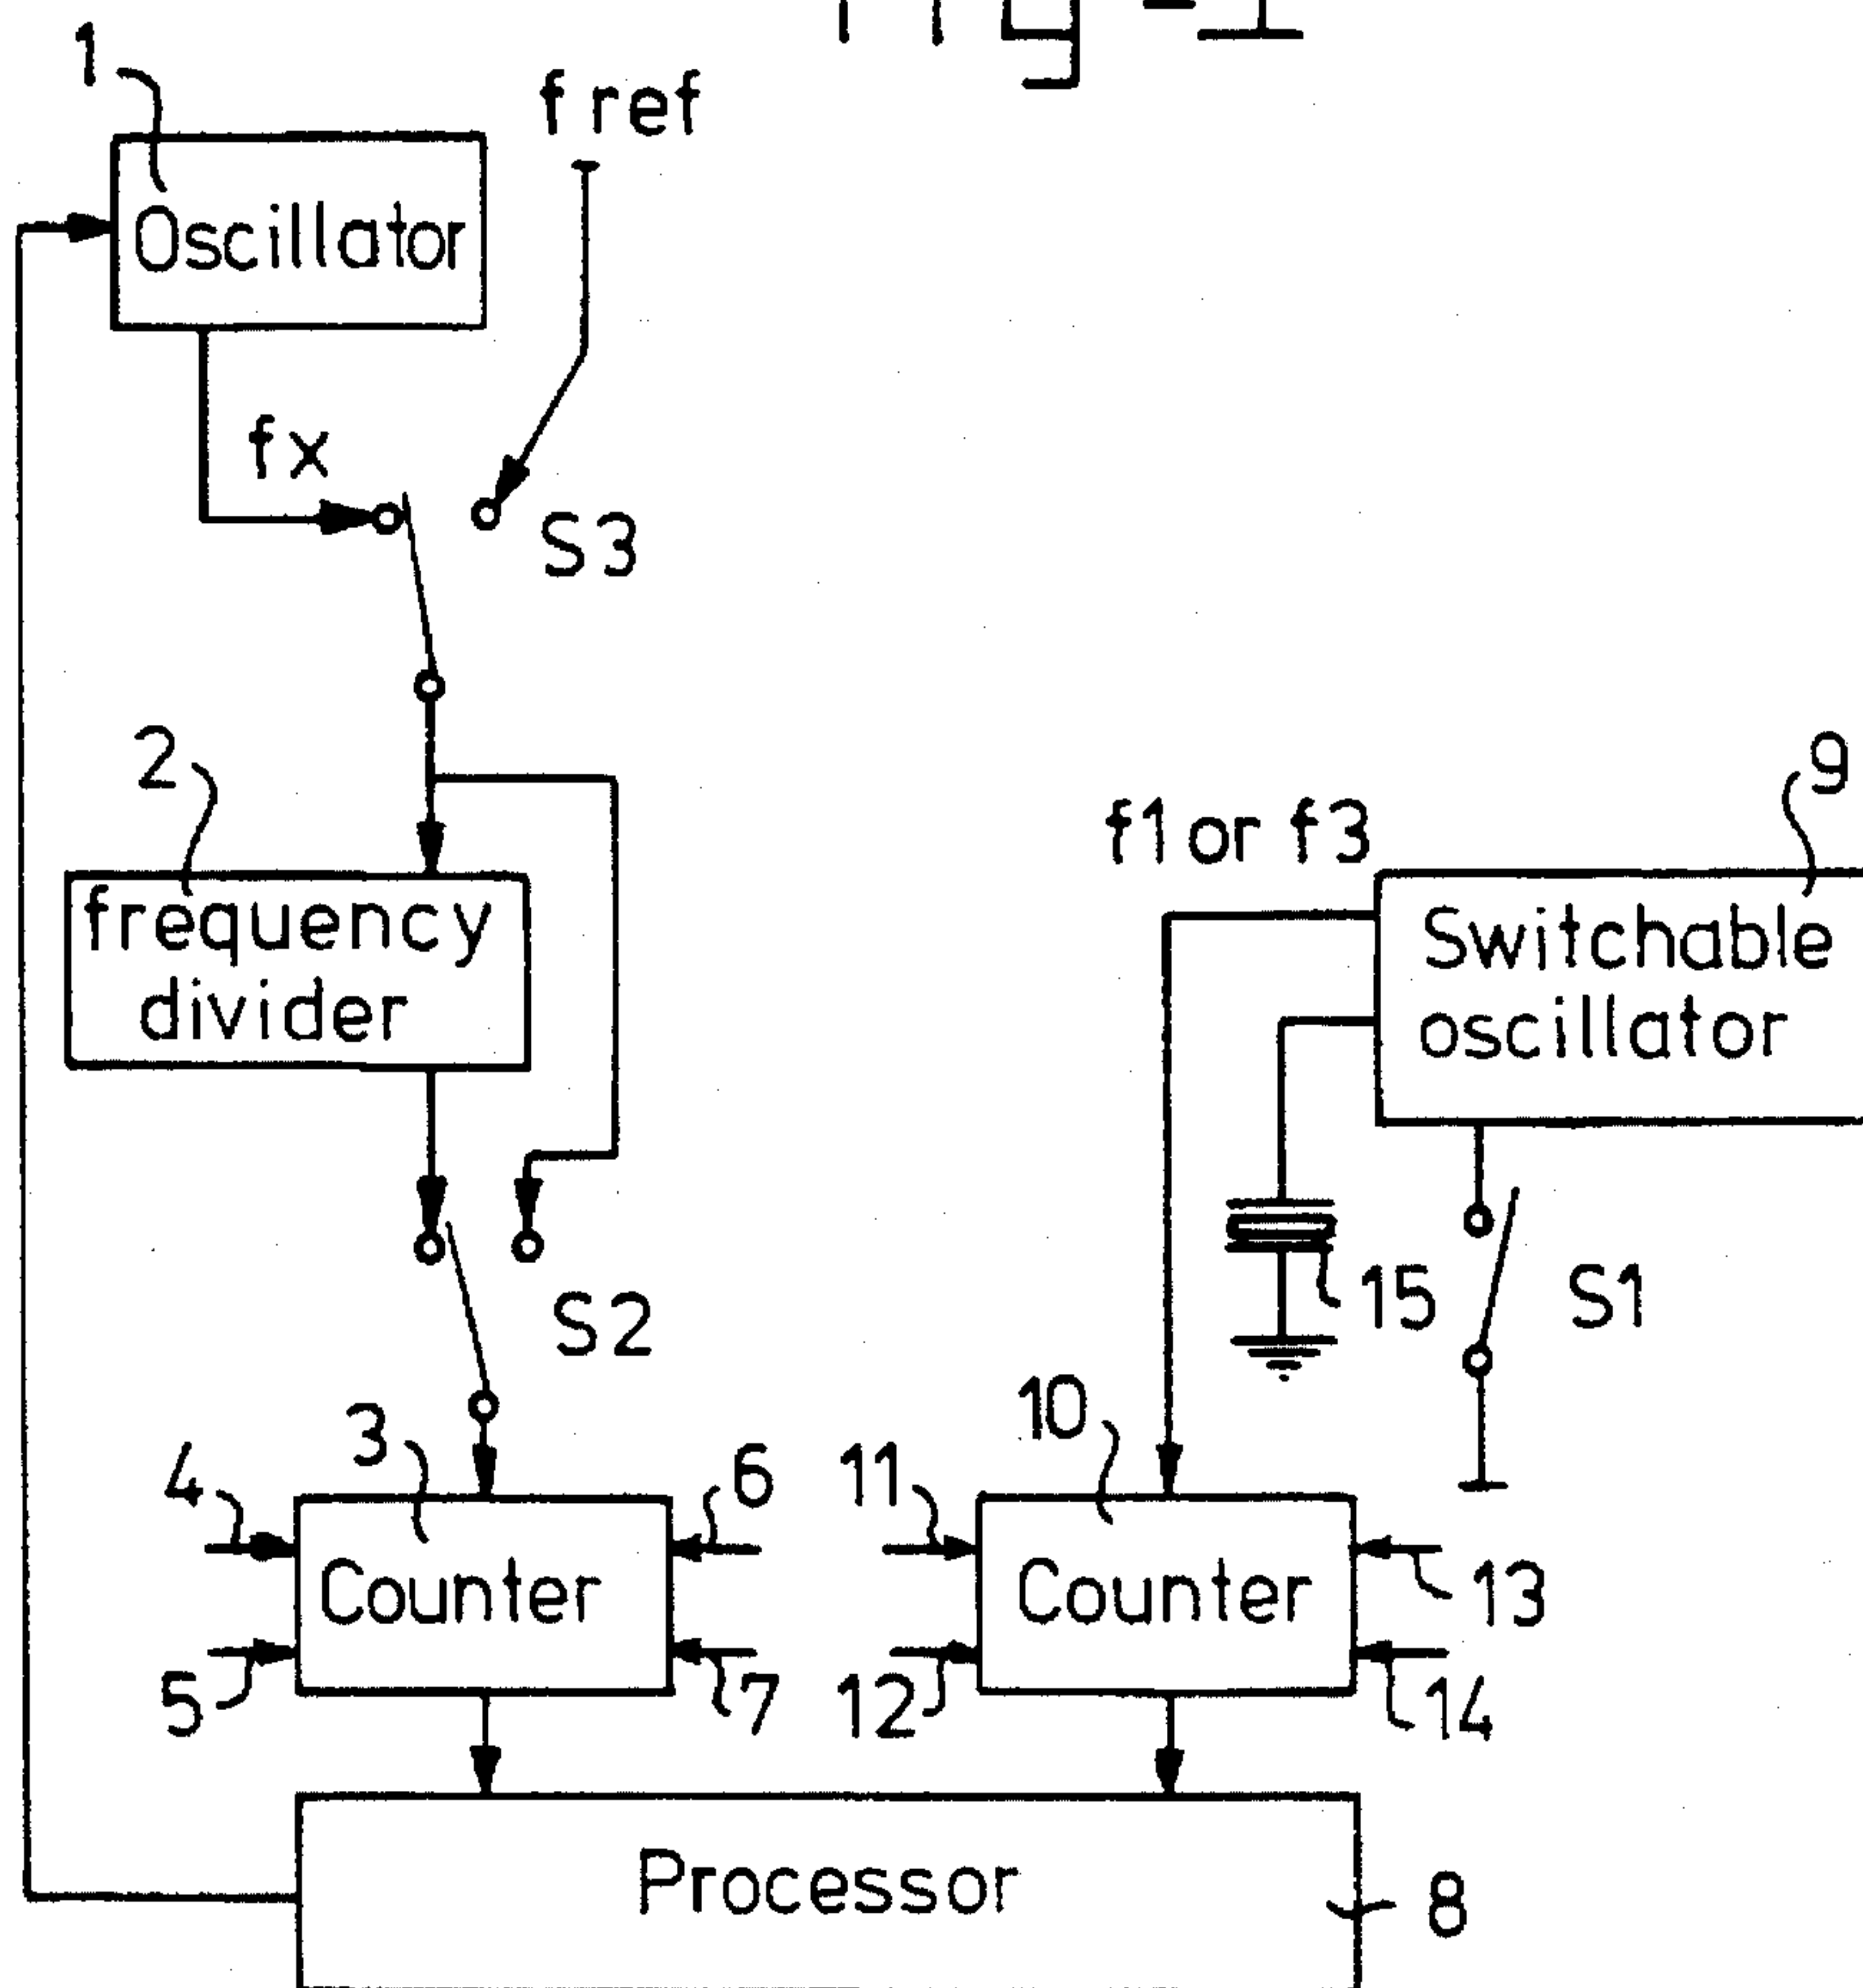 1
f ref
Oscillator
fx
S3
2
9
f1 or f3
frequency
divider
Switchable
oscillator
15
S1
S2
10
3
4
6
11
Counter
Counter
13
5
7
12
14
Processor
8